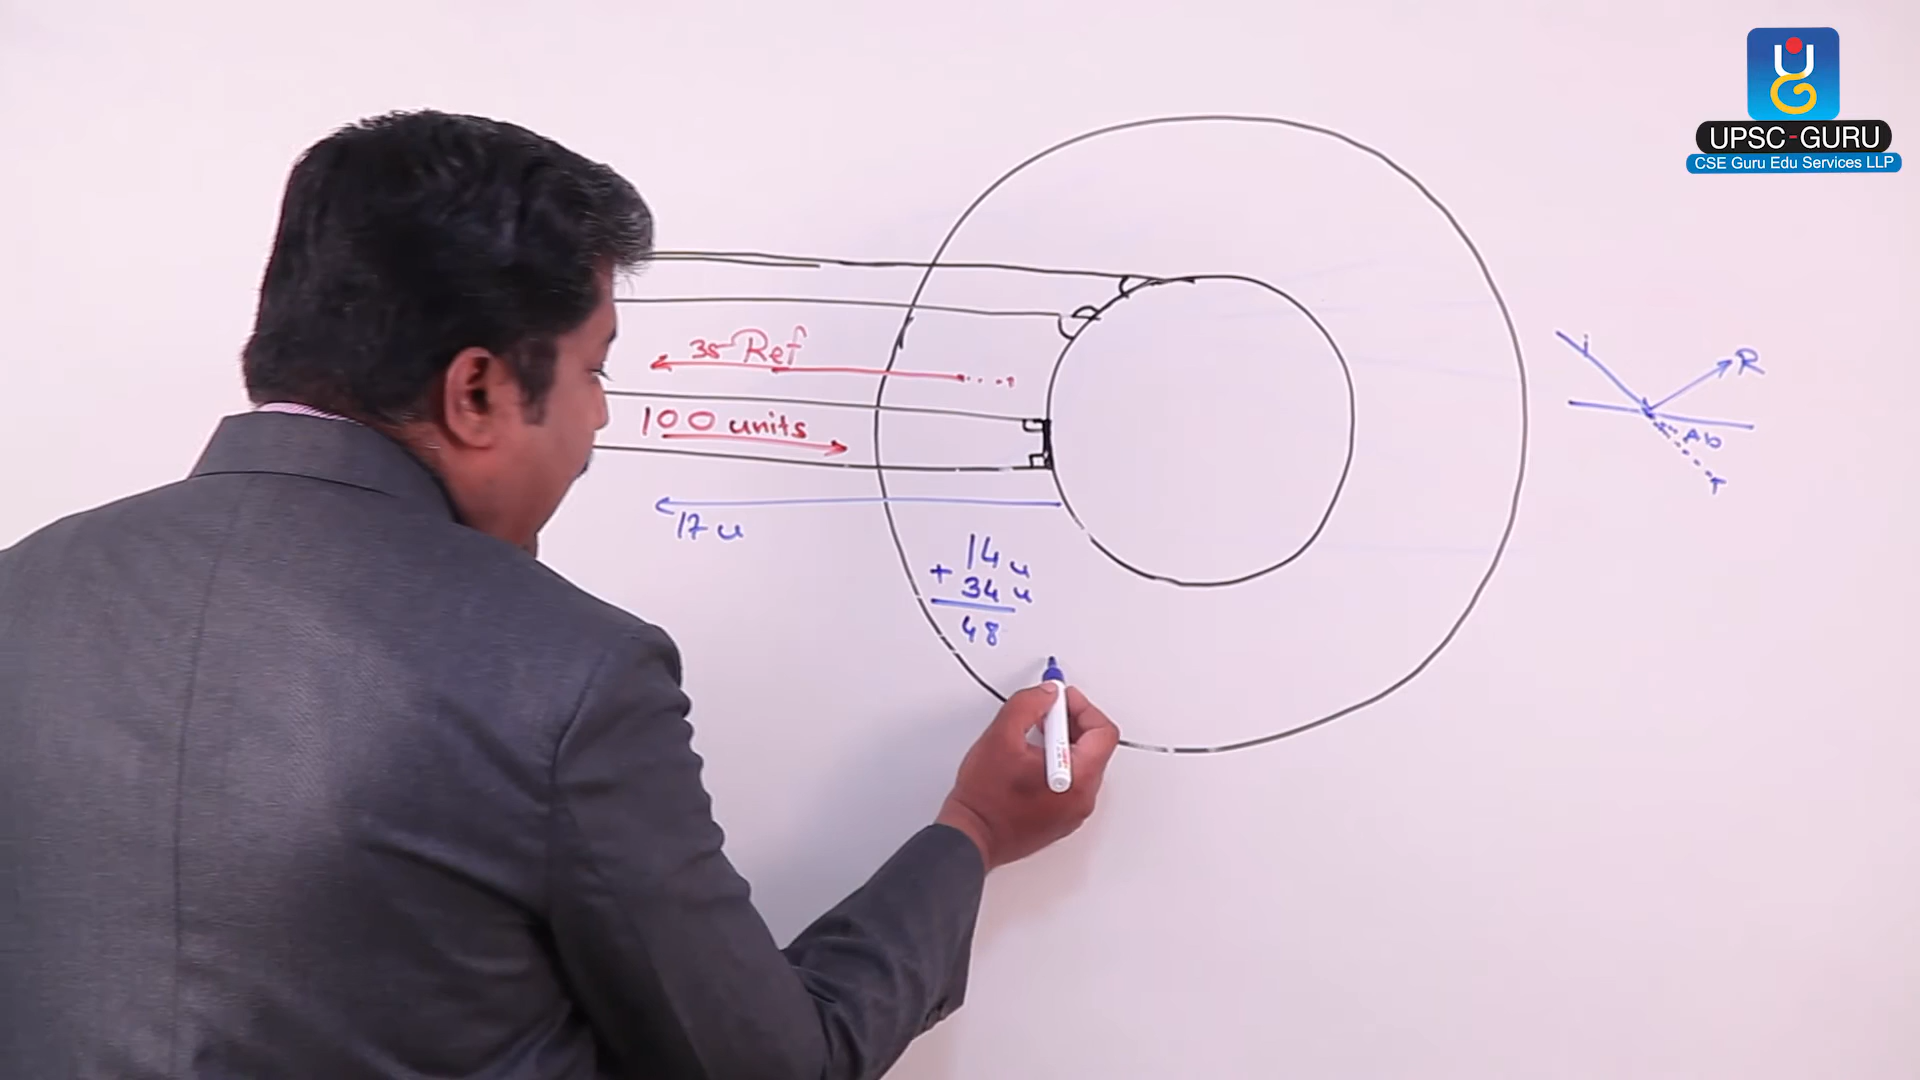 UPSC-GURU
CSE Guru Edu Services LLP
35 Ref
100 units
17 u
14 u
+ 34 u
48
i
R
Ab